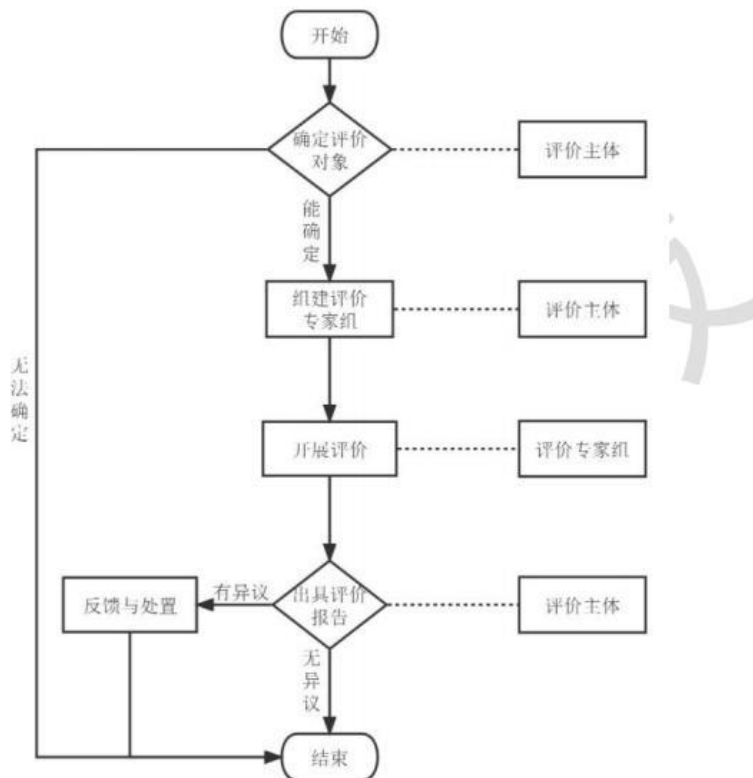 开始
确定评价
对象
评价主体
能确定
组建评价
专家组
评价主体
无法确定
开展评价
评价专家组
反馈与处置
有异议
出具评价
报告
评价主体
无异议
结束